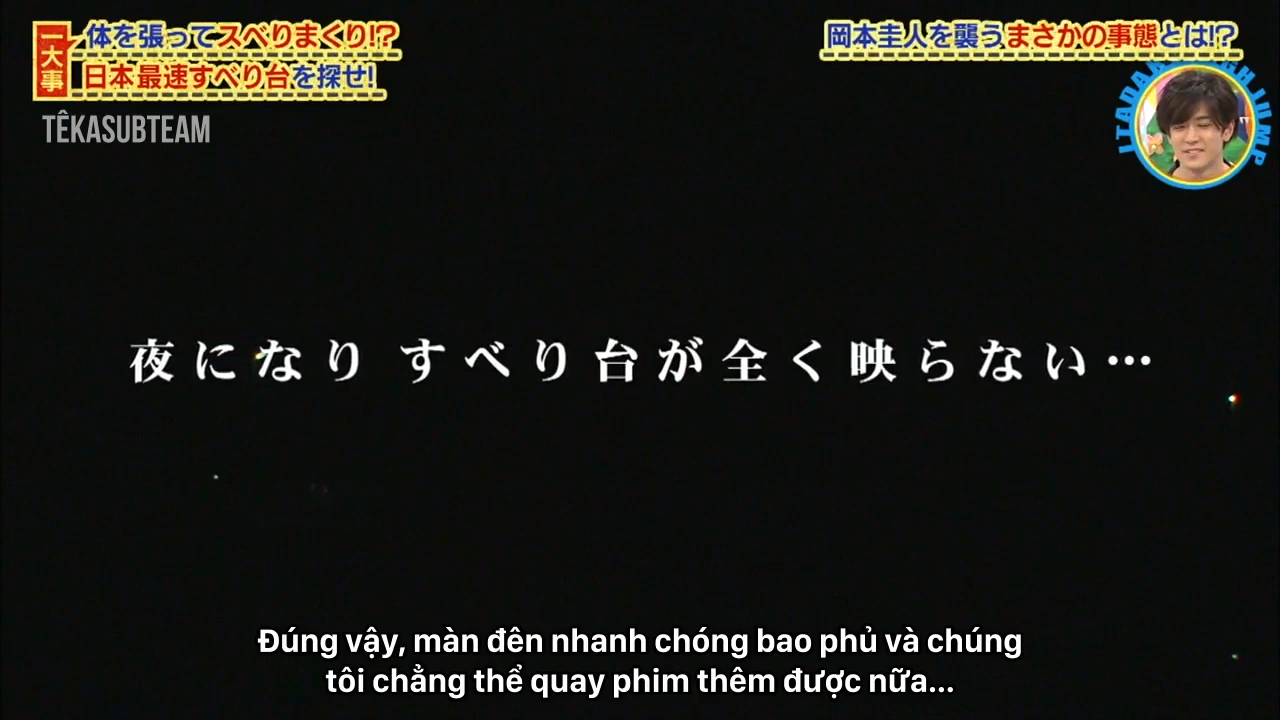 一大事
体を張ってスベりまくり!?
日本最速すべり台を探せ!
岡本圭人を襲うまさかの事態とは!?
TÊKASUBTEAM
ITADAKI HIGH JUMP
夜になり すべり台が全く映らない…
Đúng vậy, màn đên nhanh chóng bao phủ và chúng
tôi chẳng thể quay phim thêm được nữa...